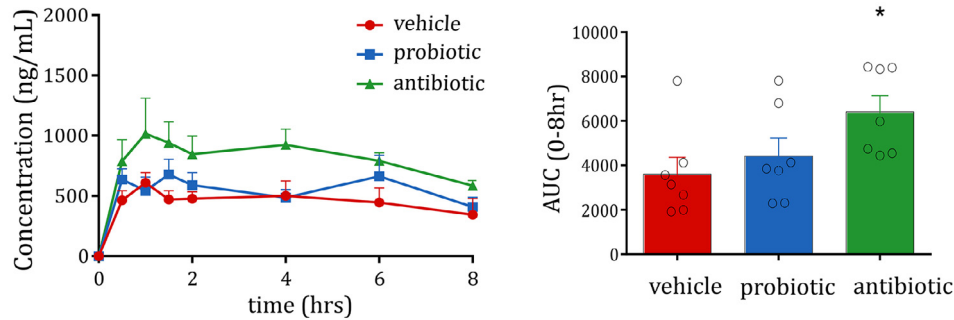 2000
1500
1000
500
0
Concentration (ng/mL)
vehicle
probiotic
antibiotic
0 2 4 6 8
time (hrs)
*
10000
8000
6000
4000
2000
0
AUC (0-8hr)
vehicle probiotic antibiotic